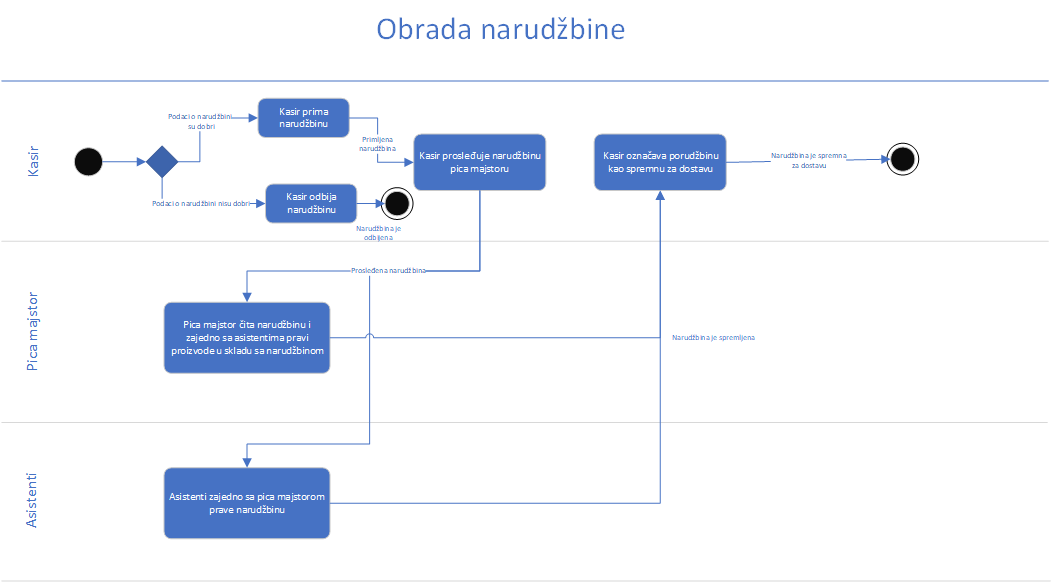 Obrada narudžbine
Kasir
Podaci o narudžbini
su dobri
Kasir prima
narudžbinu
Primljena
narudžbina
Kasir prosleđuje narudžbinu
pica majstoru
Kasir označava porudžbinu
kao spremnu za dostavu
Narudžbina je spremna
za dostavu
Podaci o narudžbini nisu dobri
Kasir odbija
narudžbinu
Narudžbina je
odbijena
Pica majstor
Prosleđena narudžbina
Pica majstor čita narudžbinu i
zajedno sa asistentima pravi
proizvode u skladu sa narudžbinom
Narudžbina je spremljena
Asistenti
Asistenti zajedno sa pica majstorom
prave narudžbinu